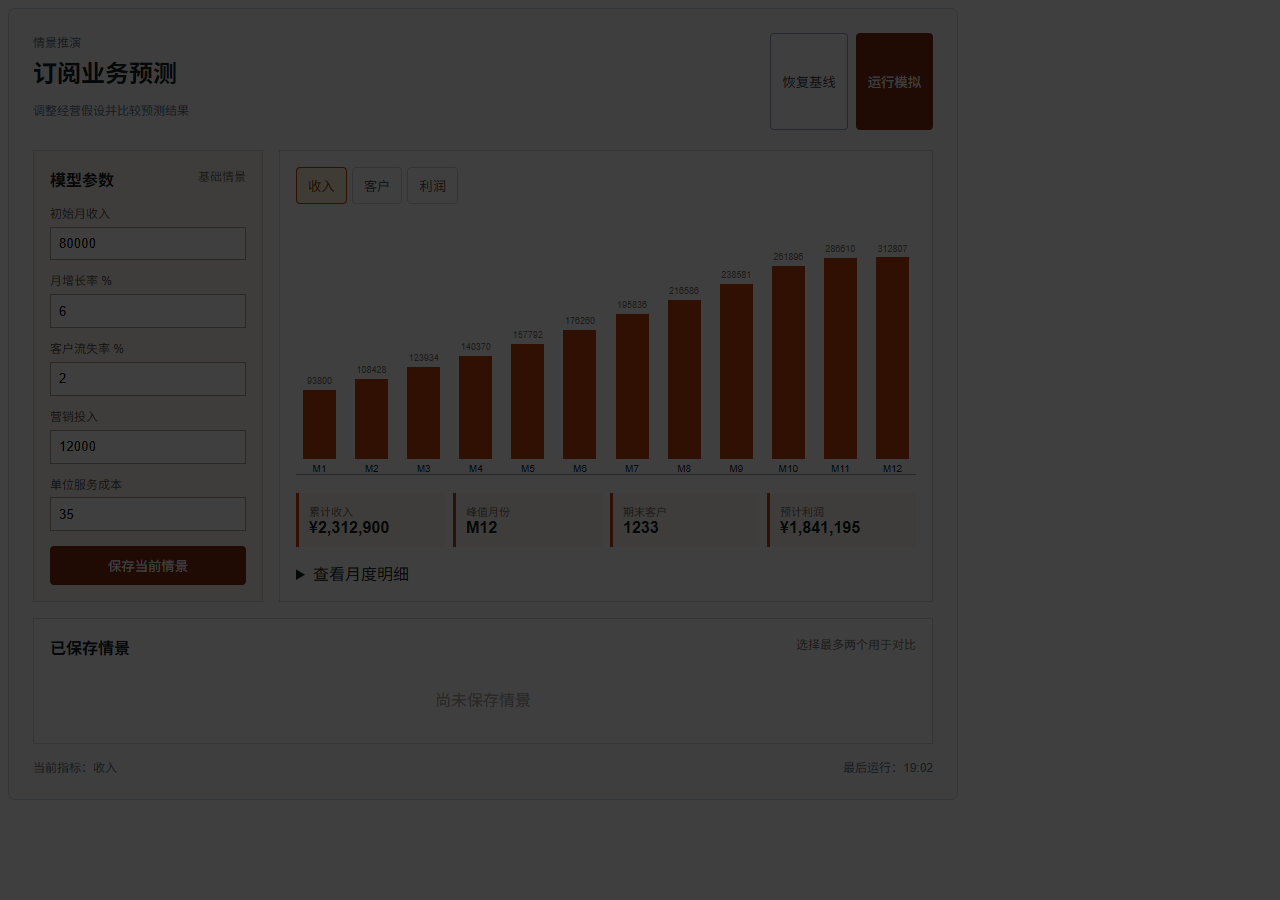 情景推演
订阅业务预测
调整经营假设并比较预测结果
恢复基线
运行模拟
模型参数
基础情景
初始月收入
80000
月增长率 %
6
客户流失率 %
2
营销投入
12000
单位服务成本
35
保存当前情景
收入 客户 利润
93800 108428 123934 140370 157792 176260 195836 216586 238581 261896 286610 312807
M1 M2 M3 M4 M5 M6 M7 M8 M9 M10 M11 M12
累计收入
¥2,312,900
峰值月份
M12
期末客户
1233
预计利润
¥1,841,195
查看月度明细
已保存情景
选择最多两个用于对比
尚未保存情景
当前指标：收入
最后运行：19:02